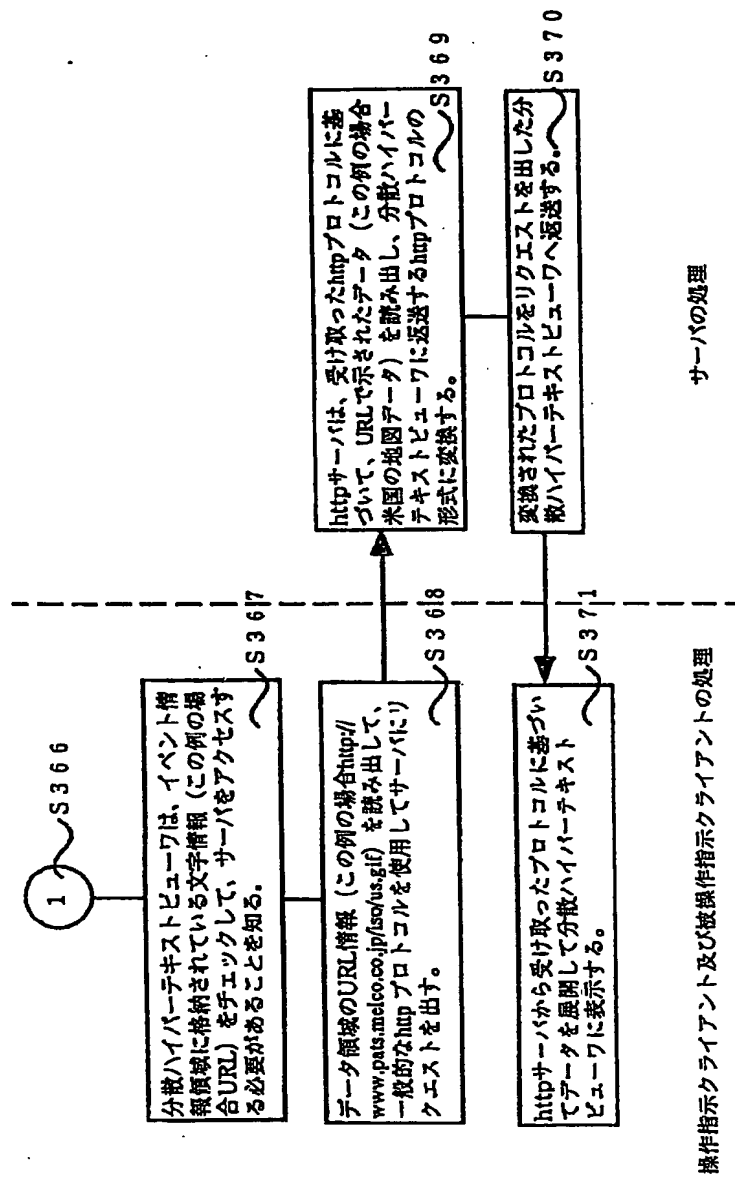 1
S366
分散ハイパーテキストビューワは、イベント情
報領域に格納されている文字情報（この例の場
合URL）をチェックして、サーバをアクセスす
る必要があることを知る。
S367
データ領域のURL情報（この例の場合http://
www.pats.melco.co.jp/iso/us.gif）を読み出して、
一般的なhttp プロトコルを使用してサーバにリ
クエストを出す。
S368
httpサーバは、受け取ったhttpプロトコルに基
づいて、URLで示されたデータ（この例の場合
米国の地図データ）を読み出し、分散ハイパー
テキストビューワに返送するhttpプロトコルの
形式に変換する。
S369
変換されたプロトコルをリクエストを出した分
散ハイパーテキストビューワへ返送する。
S370
httpサーバから受け取ったプロトコルに基づい
てデータを展開して分散ハイパーテキスト
ビューワに表示する。
S371
操作指示クライアント及び被操作指示クライアントの処理
サーバの処理